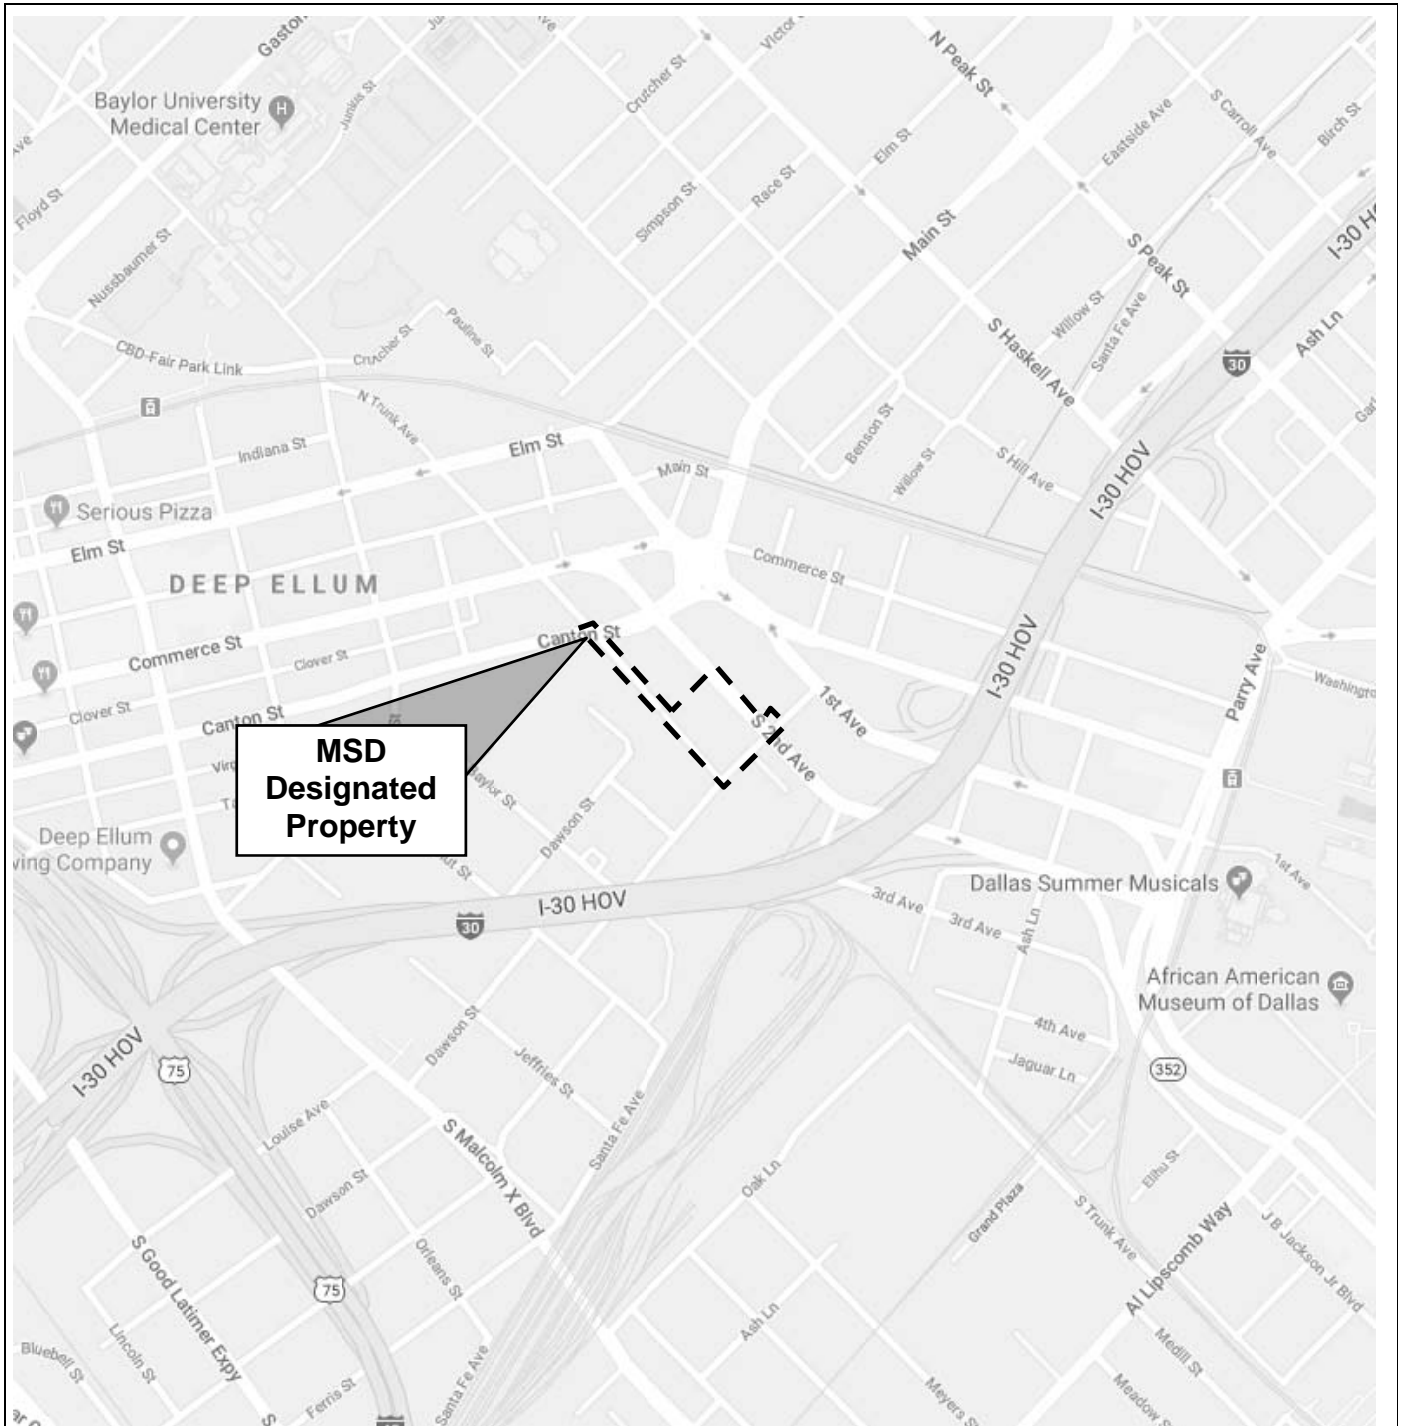 Gaston
Victor
N Peak St
Crutcher St
S Carroll Ave
Birch St
Baylor University
Medical Center
H
Junius St
Elm St
Eastside Ave
Ave
Floyd St
Simpson St
Race St
Main St
I-30 HO
Nussbaumer St
S Peak St
Willow St
Santa Fe Ave
Ash Ln
CBD-Fair Park Link
Crutcher St
Pauline St
S Haskell Ave
30
N Trunk Ave
Indiana St
Elm St
Main St
Benson St
Willow St
S Hill Ave
I-30 HOV
Serious Pizza
Elm St
DEEP ELLUM
Commerce St
Canton St
Commerce St
Clover St
I-30 HOV
Parry Ave
Washingto
Clover St
Canton St
1st Ave
S 2nd Ave
MSD
Designated
Property
Virg
Baylor St
Dawson St
Deep Ellum
wing Company
ut St
I-30 HOV
30
3rd Ave
3rd Ave
Ash Ln
Dallas Summer Musicals
1st Ave
African American
Museum of Dallas
4th Ave
Jaguar Ln
352
I-30 HOV
75
Dawson St
Jeffries St
Louise Ave
S Malcolm X Blvd
Santa Fe Ave
Dawson St
Oak Ln
Elihu St
Grand Plaza
S Trunk Ave
Al Lipscomb Way
J B Jackson Jr Blvd
S Good Latimer Expy
75
Orleans St
Ash Ln
Lincoln St
Bluebell St
Ferris St
Santa Fe Ave
Medill St
Meadow S
Meyers S